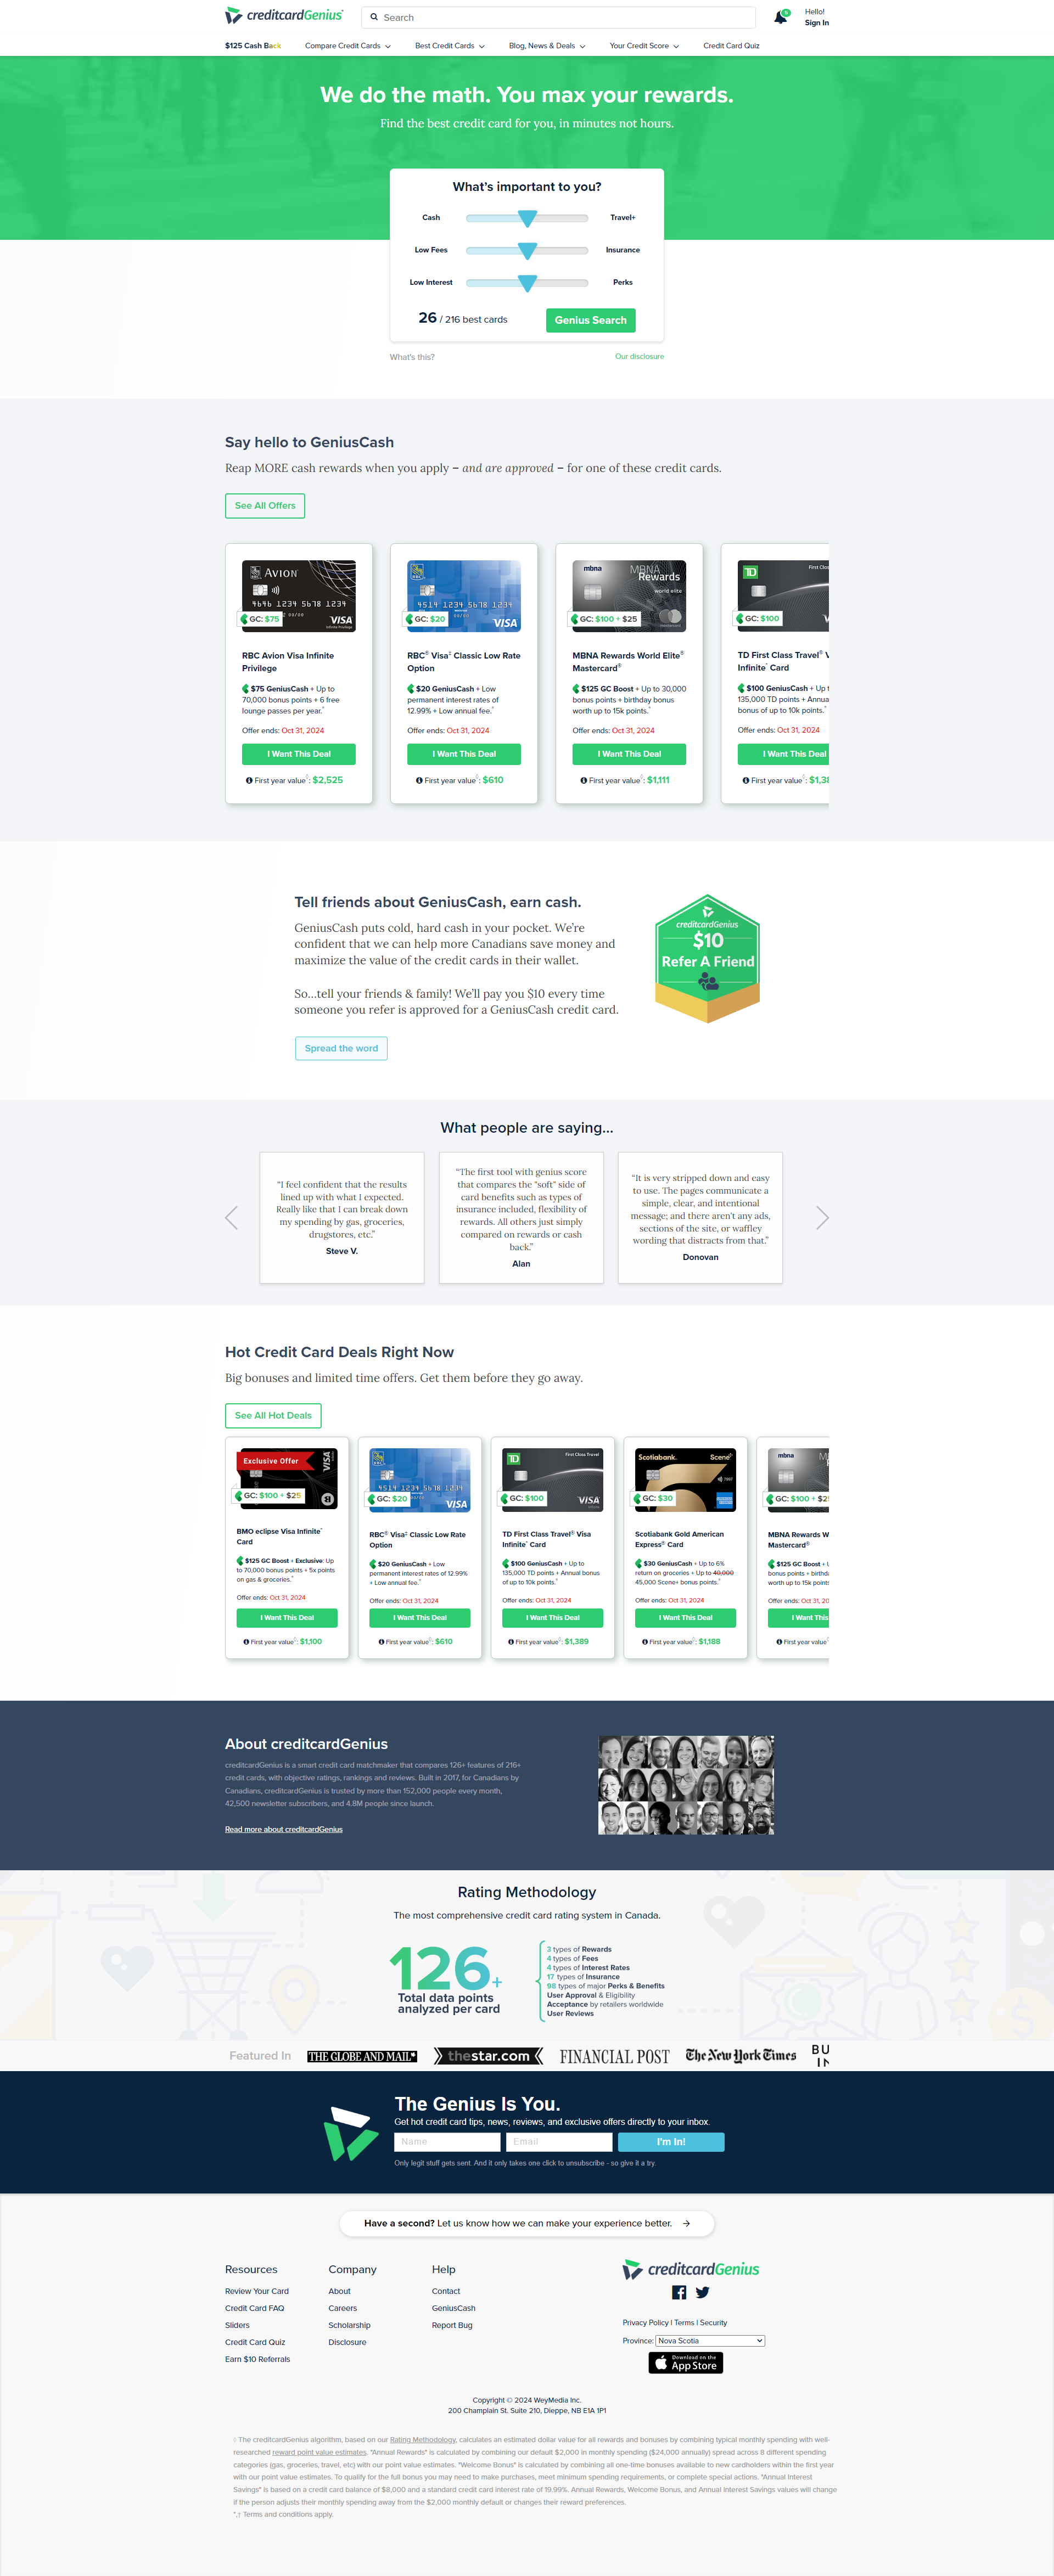 creditcardGenius
Search
5
Hello!
Sign In
$125 Cash Back
Compare Credit Cards
Best Credit Cards
Blog, News & Deals
Your Credit Score
Credit Card Quiz
We do the math. You max your rewards.
Find the best credit card for you, in minutes not hours.
What's important to you?
Cash
Travel+
Low Fees
Insurance
Low Interest
Perks
26 / 216 best cards
Genius Search
What's this?
Our disclosure
Say hello to GeniusCash
Reap MORE cash rewards when you apply – and are approved – for one of these credit cards.
See All Offers
RBC
AVION
4646 1234 5678 1234
GC: $75
VISA
Infinite Privilege
RBC Avion Visa Infinite
Privilege
$75 GeniusCash + Up to
70,000 bonus points + 6 free
lounge passes per year.*
Offer ends: Oct 31, 2024
I Want This Deal
First year value◊: $2,525
RBC
4514 1234 5678 1234
GC: $20
VISA
RBC® Visa‡ Classic Low Rate
Option
$20 GeniusCash + Low
permanent interest rates of
12.99% + Low annual fee.*
Offer ends: Oct 31, 2024
I Want This Deal
First year value◊: $610
mbna
MBNA
Rewards
world elite
GC: $100 + $25
MBNA Rewards World Elite®
Mastercard®
$125 GC Boost + Up to 30,000
bonus points + birthday bonus
worth up to 15k points.*
Offer ends: Oct 31, 2024
I Want This Deal
First year value◊: $1,111
TD
First Clas
GC: $100
TD First Class Travel® V
Infinite* Card
$100 GeniusCash + Up t
135,000 TD points + Annua
bonus of up to 10k points.*
Offer ends: Oct 31, 2024
I Want This Deal
First year value◊: $1,38
Tell friends about GeniusCash, earn cash.
GeniusCash puts cold, hard cash in your pocket. We're
confident that we can help more Canadians save money and
maximize the value of the credit cards in their wallet.
So...tell your friends & family! We'll pay you $10 every time
someone you refer is approved for a GeniusCash credit card.
Spread the word
creditcardGenius
$10
Refer A Friend
What people are saying...
"I feel confident that the results
lined up with what I expected.
Really like that I can break down
my spending by gas, groceries,
drugstores, etc."
Steve V.
"The first tool with genius score
that compares the "soft" side of
card benefits such as types of
insurance included, flexibility of
rewards. All others just simply
compared on rewards or cash
back."
Alan
"It is very stripped down and easy
to use. The pages communicate a
simple, clear, and intentional
message; and there aren't any ads,
sections of the site, or waffley
wording that distracts from that."
Donovan
Hot Credit Card Deals Right Now
Big bonuses and limited time offers. Get them before they go away.
See All Hot Deals
Exclusive Offer
VISA
GC: $100 + $25
BMO eclipse Visa Infinite*
Card
$125 GC Boost + Exclusive: Up
to 70,000 bonus points + 5x points
on gas & groceries.*
Offer ends: Oct 31, 2024
I Want This Deal
First year value◊: $1,100
RBC
4514 1234 5678 1234
GC: $20
VISA
RBC® Visa‡ Classic Low Rate
Option
$20 GeniusCash + Low
permanent interest rates of 12.99%
+ Low annual fee.*
Offer ends: Oct 31, 2024
I Want This Deal
First year value◊: $610
TD
First Class Travel
GC: $100
VISA
TD First Class Travel® Visa
Infinite* Card
$100 GeniusCash + Up to
135,000 TD points + Annual bonus
of up to 10k points.*
Offer ends: Oct 31, 2024
I Want This Deal
First year value◊: $1,389
Scotiabank
Scene+
GC: $30
Scotiabank Gold American
Express® Card
$30 GeniusCash + Up to 6%
return on groceries + Up to 40,000
45,000 Scene+ bonus points.*
Offer ends: Oct 31, 2024
I Want This Deal
First year value◊: $1,188
mbna
GC: $100 + $2
MBNA Rewards W
Mastercard®
$125 GC Boost + U
bonus points + birthda
worth up to 15k points
Offer ends: Oct 31, 20
I Want This
First year value◊
About creditcardGenius
creditcardGenius is a smart credit card matchmaker that compares 126+ features of 216+
credit cards, with objective ratings, rankings and reviews. Built in 2017, for Canadians by
Canadians, creditcardGenius is trusted by more than 152,000 people every month,
42,500 newsletter subscribers, and 4.8M people since launch.
Read more about creditcardGenius
Rating Methodology
The most comprehensive credit card rating system in Canada.
126+
Total data points
analyzed per card
3 types of Rewards
4 types of Fees
4 types of Interest Rates
17 types of Insurance
98 types of major Perks & Benefits
User Approval & Eligibility
Acceptance by retailers worldwide
User Reviews
Featured In
THE GLOBE AND MAIL*
thestar.com
FINANCIAL POST
The New York Times
BU
IN
The Genius Is You.
Get hot credit card tips, news, reviews, and exclusive offers directly to your inbox.
Name
Email
I'm In!
Only legit stuff gets sent. And it only takes one click to unsubscribe - so give it a try.
Have a second? Let us know how we can make your experience better.
Resources
Review Your Card
Credit Card FAQ
Sliders
Credit Card Quiz
Earn $10 Referrals
Company
About
Careers
Scholarship
Disclosure
Help
Contact
GeniusCash
Report Bug
creditcardGenius
Privacy Policy | Terms | Security
Province: Nova Scotia
Download on the
App Store
Copyright © 2024 WeyMedia Inc.
200 Champlain St. Suite 210, Dieppe, NB E1A 1P1
◊ The creditcardGenius algorithm, based on our Rating Methodology, calculates an estimated dollar value for all rewards and bonuses by combining typical monthly spending with well-
researched reward point value estimates. "Annual Rewards" is calculated by combining our default $2,000 in monthly spending ($24,000 annually) spread across 8 different spending
categories (gas, groceries, travel, etc) with our point value estimates. "Welcome Bonus" is calculated by combining all one-time bonuses available to new cardholders within the first year
with our point value estimates. To qualify for the full bonus you may need to make purchases, meet minimum spending requirements, or complete special actions. "Annual Interest
Savings" is based on a credit card balance of $8,000 and a standard credit card interest rate of 19.99%. Annual Rewards, Welcome Bonus, and Annual Interest Savings values will change
if the person adjusts their monthly spending away from the $2,000 monthly default or changes their reward preferences.
*,† Terms and conditions apply.